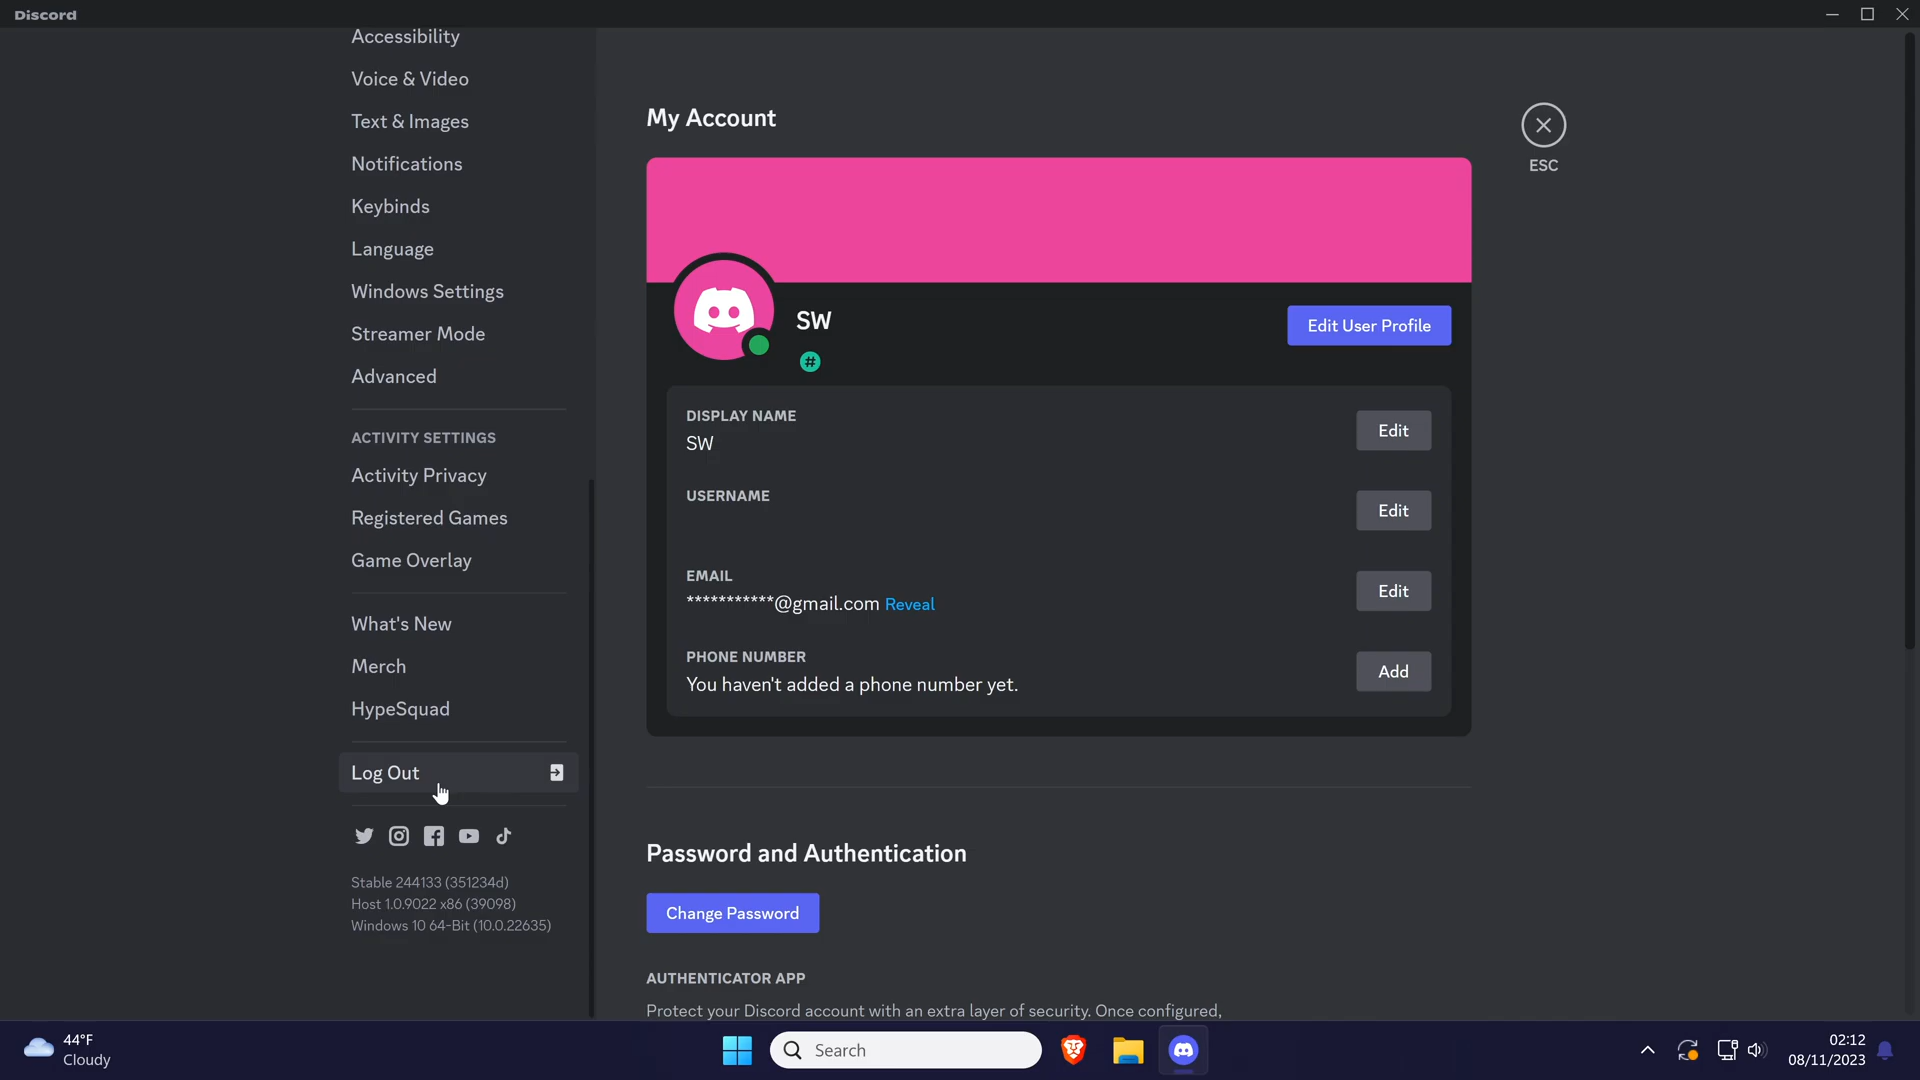 Discord
Accessibility
Voice & Video
Text & Images
Notifications
Keybinds
Language
Windows Settings
Streamer Mode
Advanced
ACTIVITY SETTINGS
Activity Privacy
Registered Games
Game Overlay
What's New
Merch
HypeSquad
Log Out
Stable 244133 (351234d)
Host 1.0.9022 x86 (39098)
Windows 10 64-Bit (10.0.22635)
My Account
ESC
SW
#
Edit User Profile
DISPLAY NAME
SW
Edit
USERNAME
Edit
EMAIL
***********@gmail.com Reveal
Edit
PHONE NUMBER
You haven't added a phone number yet.
Add
Password and Authentication
Change Password
AUTHENTICATOR APP
Protect your Discord account with an extra layer of security. Once configured,
44°F
Cloudy
Search
02:12
08/11/2023